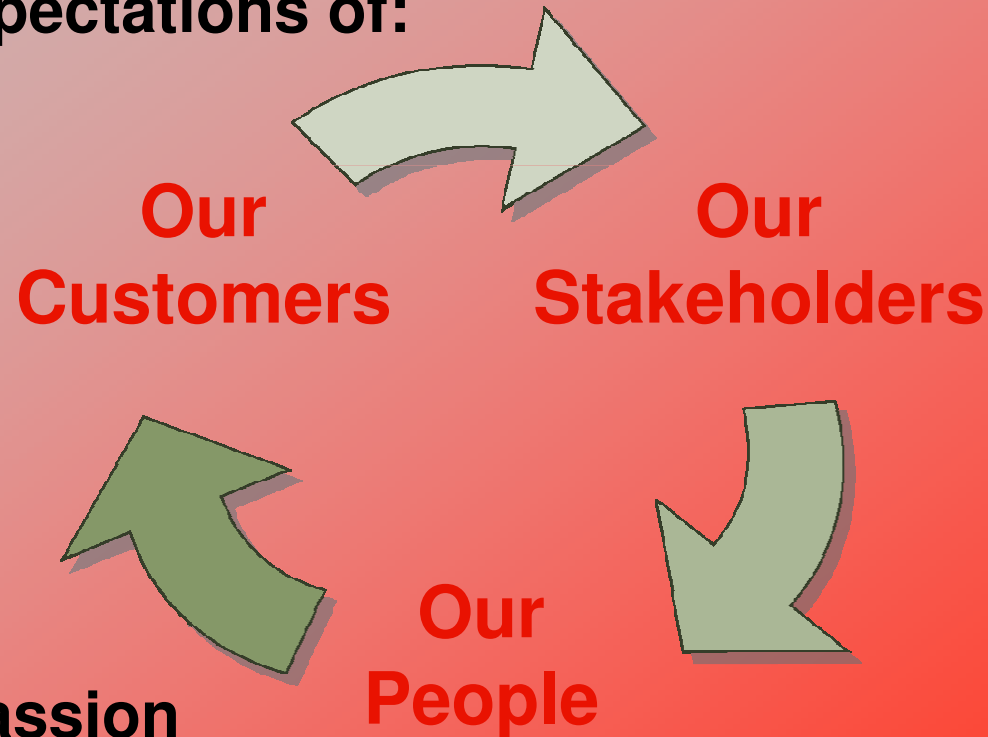 pectations of:
Our
Customers
Our
Stakeholders
Our
People
assion